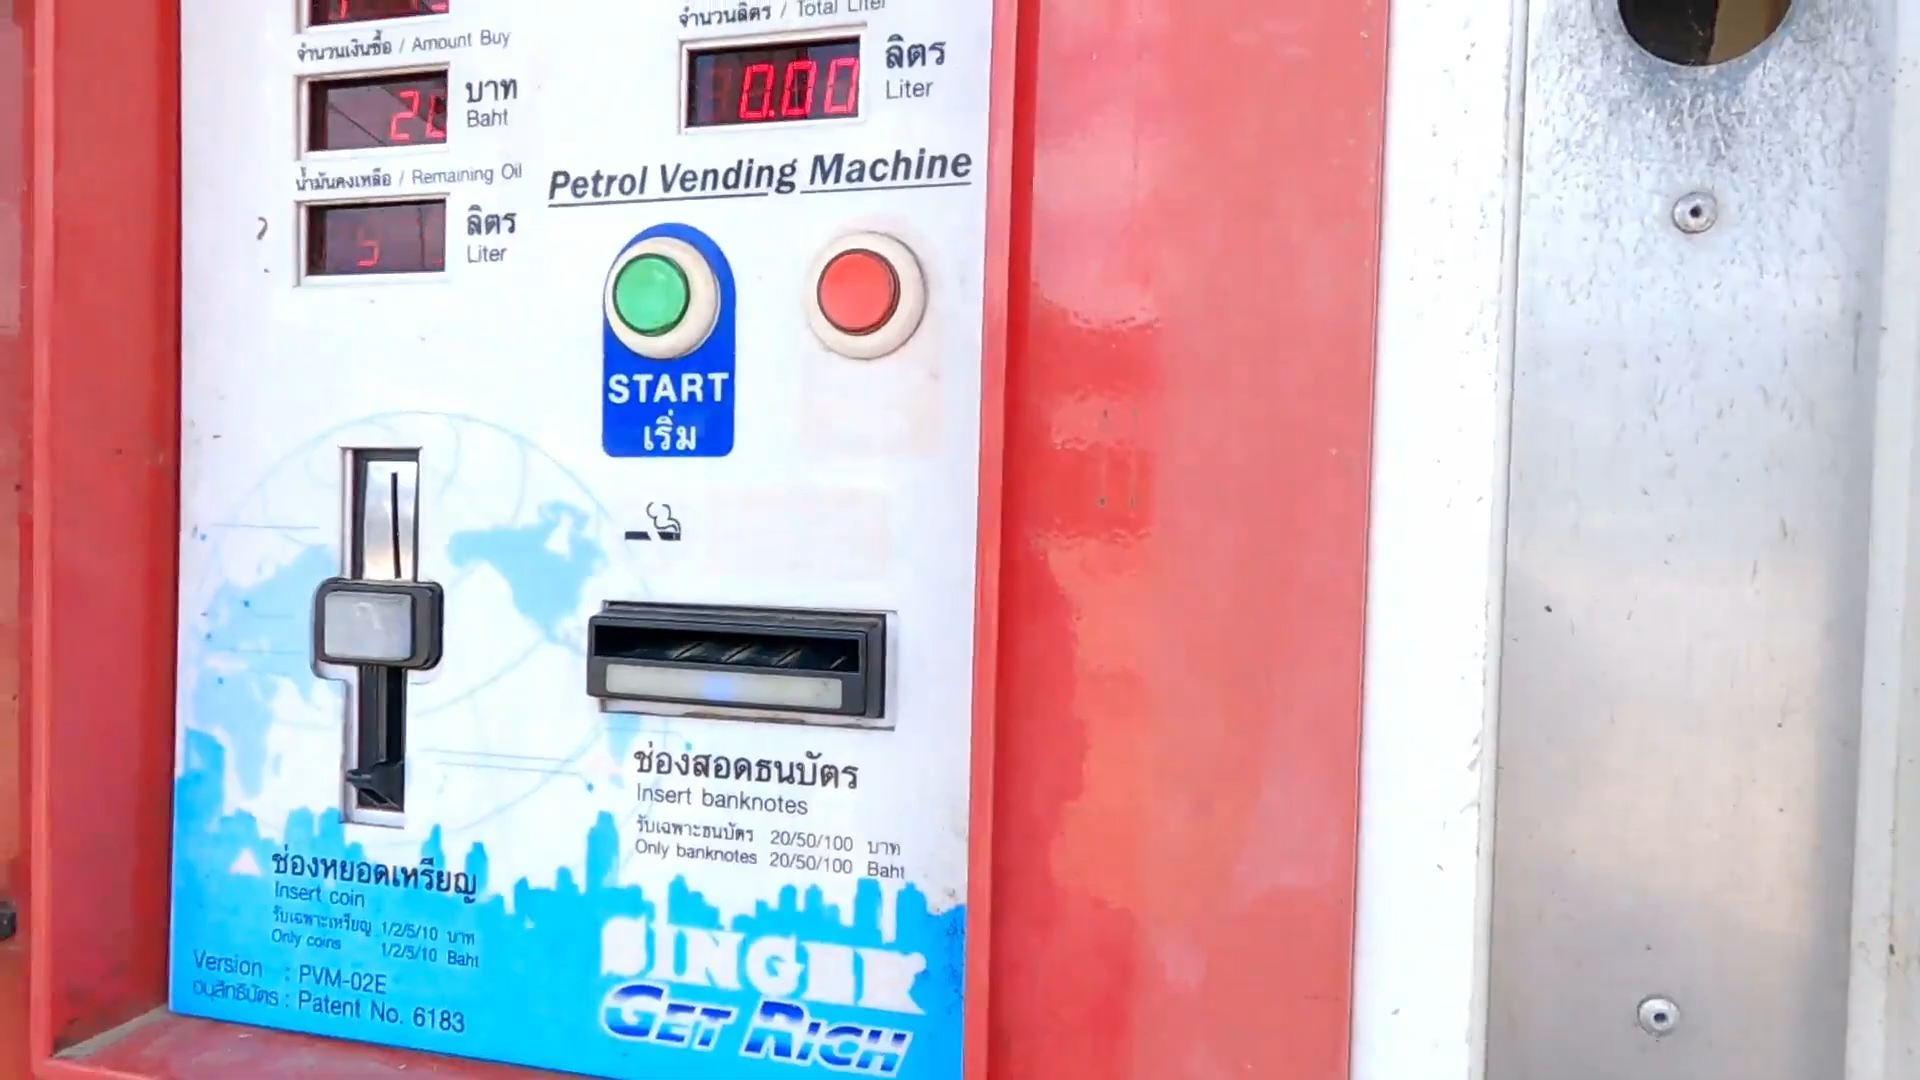 จำนวนเงินซื้อ / Amount Buy
บาท
Baht
น้ำมันคงเหลือ / Remaining Oil
5
ลิตร
Liter
จำนวนลิตร / Total Liter
0.00
ลิตร
Liter
Petrol Vending Machine
START
เริ่ม
ช่องสอดธนบัตร
Insert banknotes
รับเฉพาะธนบัตร 20/50/100 บาท
Only banknotes 20/50/100 Baht
ช่องหยอดเหรียญ
Insert coin
รับเฉพาะเหรียญ 1/2/5/10 บาท
Only coins 1/2/5/10 Baht
Version : PVM-02E
อนุสิทธิบัตร : Patent No. 6183
SINGER
GET RICH